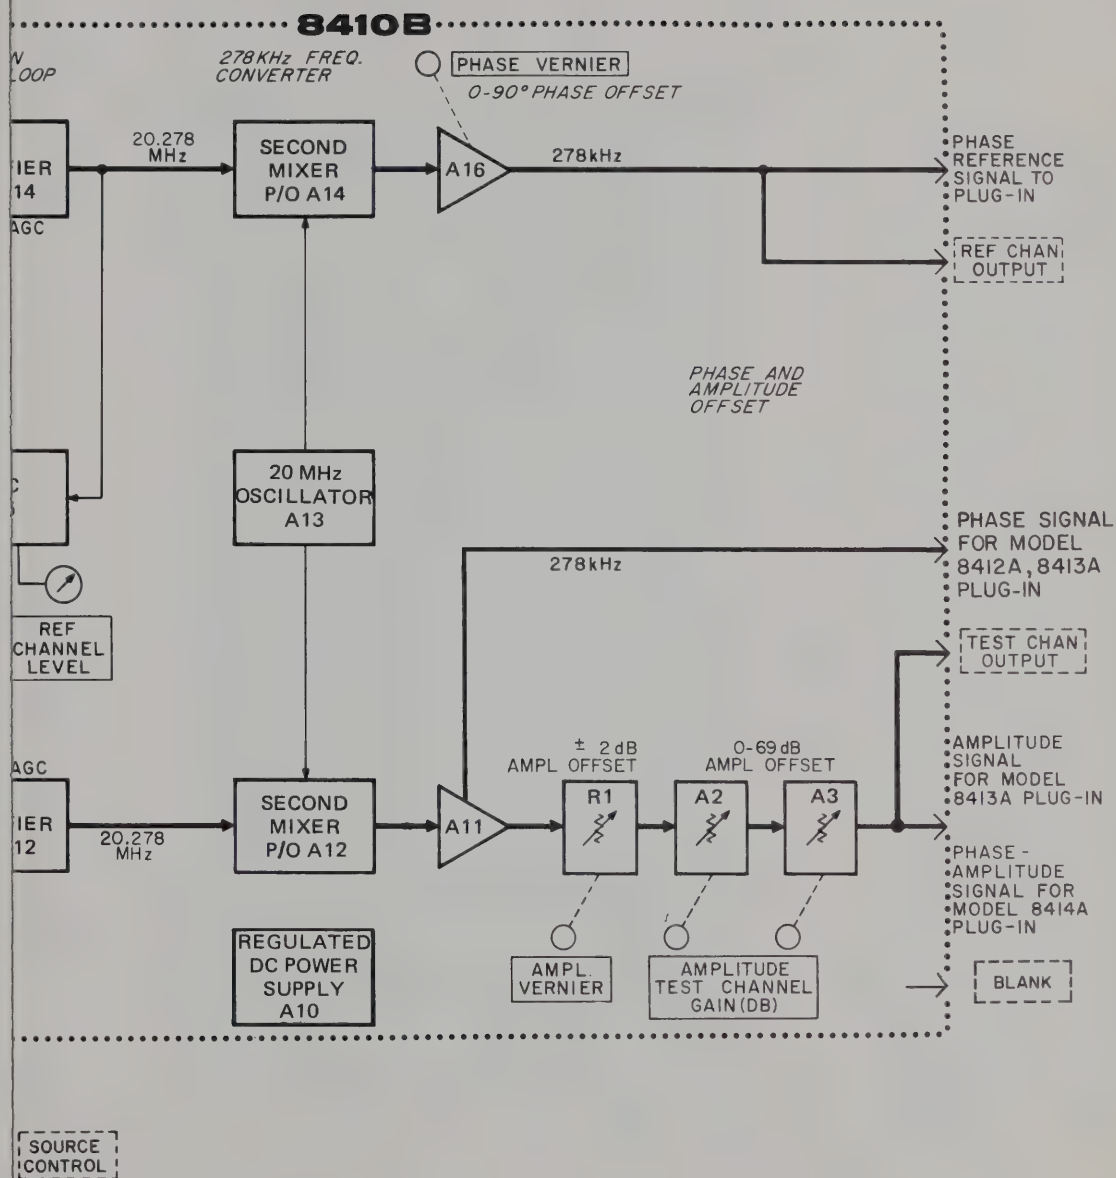 8410B
LOOP
278KHz FREQ.
CONVERTER
PHASE VERNIER
0-90° PHASE OFFSET
14
AGC
20.278
MHz
SECOND
MIXER
P/O A14
A16
278kHz
PHASE
REFERENCE
SIGNAL TO
PLUG-IN
REF CHAN
OUTPUT
PHASE AND
AMPLITUDE
OFFSET
20 MHz
OSCILLATOR
A13
278kHz
PHASE SIGNAL
FOR MODEL
8412A, 8413A
PLUG-IN
REF
CHANNEL
LEVEL
TEST CHAN
OUTPUT
AGC
12
20.278
MHz
SECOND
MIXER
P/O A12
A11
± 2dB
AMPL OFFSET
R1
0-69dB
AMPL OFFSET
A2
A3
AMPLITUDE
SIGNAL
FOR MODEL
8413A PLUG-IN
PHASE -
AMPLITUDE
SIGNAL FOR
MODEL 8414A
PLUG-IN
REGULATED
DC POWER
SUPPLY
A10
AMPL.
VERNIER
AMPLITUDE
TEST CHANNEL
GAIN(DB)
BLANK
SOURCE
CONTROL